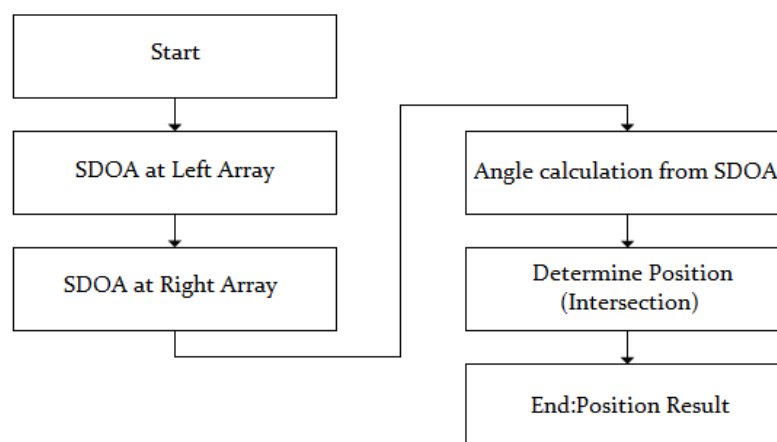 Start
SDOA at Left Array
SDOA at Right Array
Angle calculation from SDOA
Determine Position
(Intersection)
End:Position Result